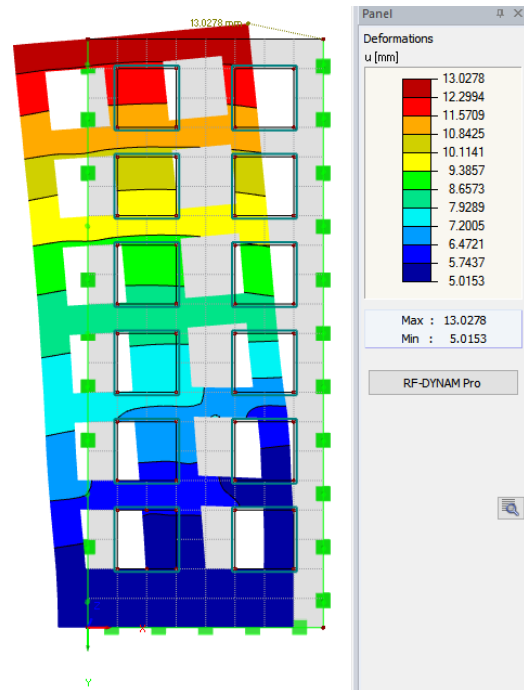 13.0278 mm
X
Y
Panel
Deformations
u [mm]
13.0278
12.2994
11.5709
10.8425
10.1141
9.3857
8.6573
7.9289
7.2005
6.4721
5.7437
5.0153
Max : 13.0278
Min : 5.0153
RF-DYNAM Pro